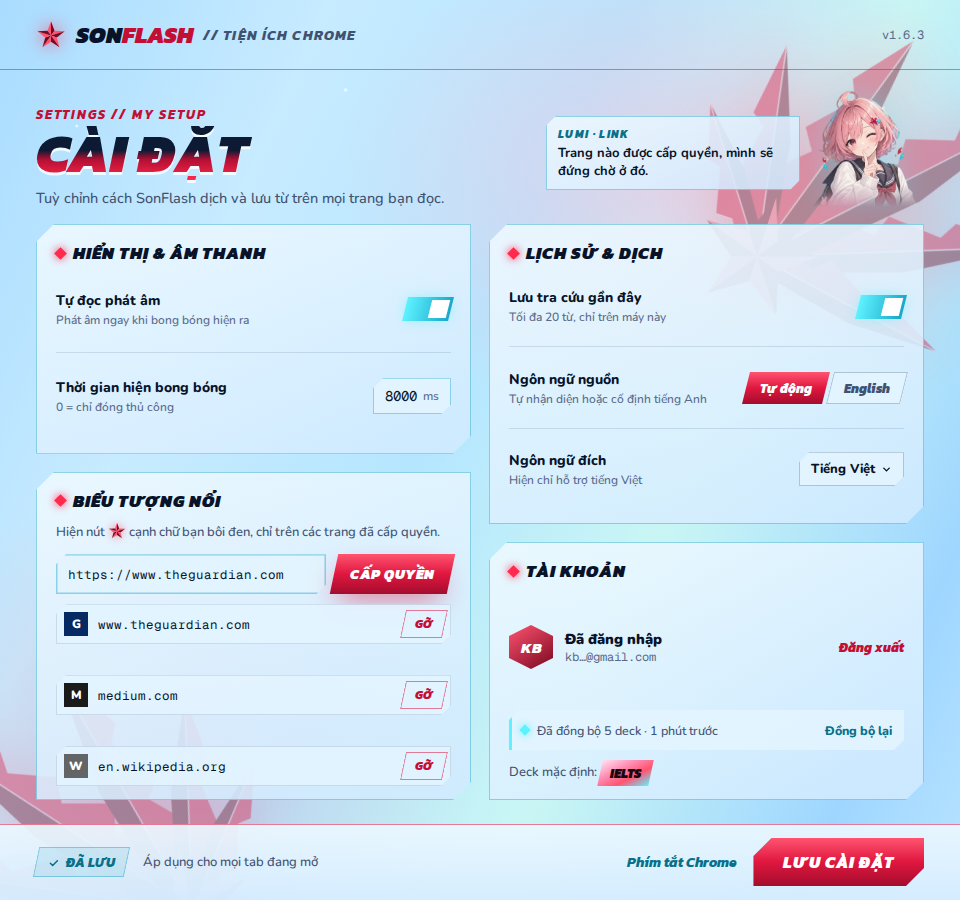 SONFLASH // TIỆN ÍCH CHROME
v1.6.3
SETTINGS // MY SETUP
CÀI ĐẶT
Tuỳ chỉnh cách SonFlash dịch và lưu từ trên mọi trang bạn đọc.
LUMI · LINK
Trang nào được cấp quyền, mình sẽ
đứng chờ ở đó.
HIỂN THỊ & ÂM THANH
Tự đọc phát âm
Phát âm ngay khi bong bóng hiện ra
Thời gian hiện bong bóng
0 = chỉ đóng thủ công
8000 ms
BIỂU TƯỢNG NỔI
Hiện nút cạnh chữ bạn bôi đen, chỉ trên các trang đã cấp quyền.
https://www.theguardian.com
CẤP QUYỀN
G www.theguardian.com GỠ
M medium.com GỠ
W en.wikipedia.org GỠ
LỊCH SỬ & DỊCH
Lưu tra cứu gần đây
Tối đa 20 từ, chỉ trên máy này
Ngôn ngữ nguồn
Tự nhận diện hoặc cố định tiếng Anh
Tự động English
Ngôn ngữ đích
Hiện chỉ hỗ trợ tiếng Việt
Tiếng Việt
TÀI KHOẢN
KB
Đã đăng nhập
kb…@gmail.com
Đăng xuất
Đã đồng bộ 5 deck · 1 phút trước
Đồng bộ lại
Deck mặc định: IELTS
ĐÃ LƯU
Áp dụng cho mọi tab đang mở
Phím tắt Chrome
LƯU CÀI ĐẶT